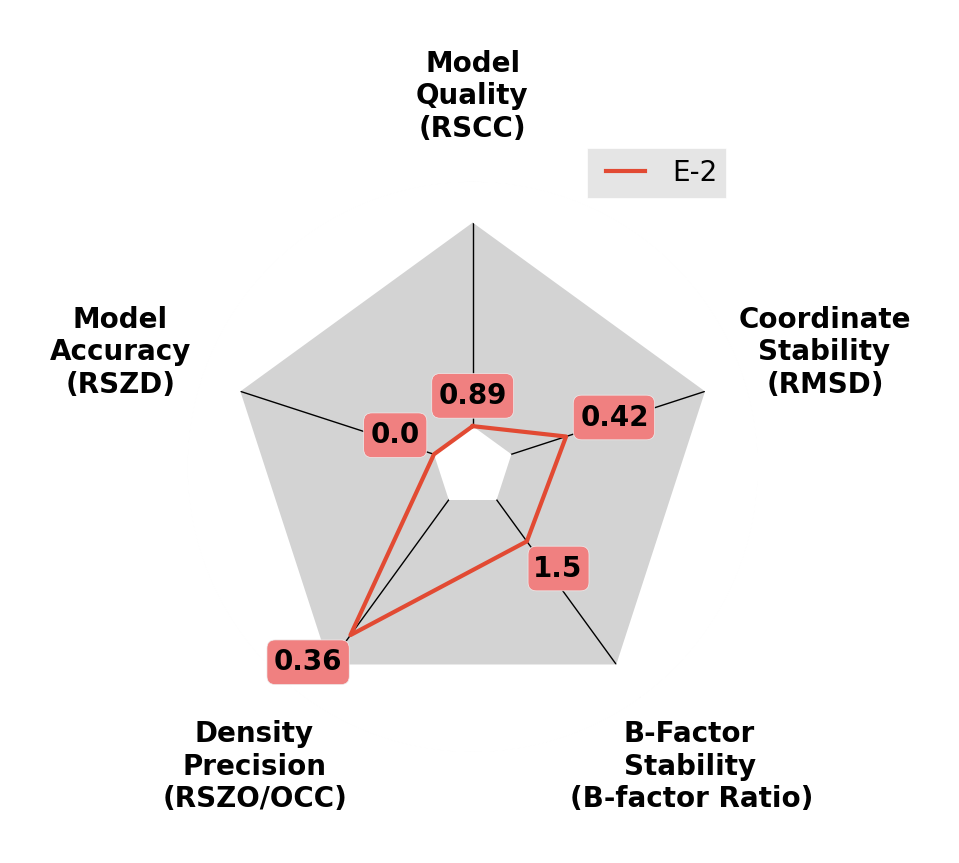 Model
Quality
(RSCC)
E-2
Model
Accuracy
(RSZD)
Coordinate
Stability
(RMSD)
0.89
0.42
0.0
1.5
0.36
Density
Precision
(RSZO/OCC)
B-Factor
Stability
(B-factor Ratio)